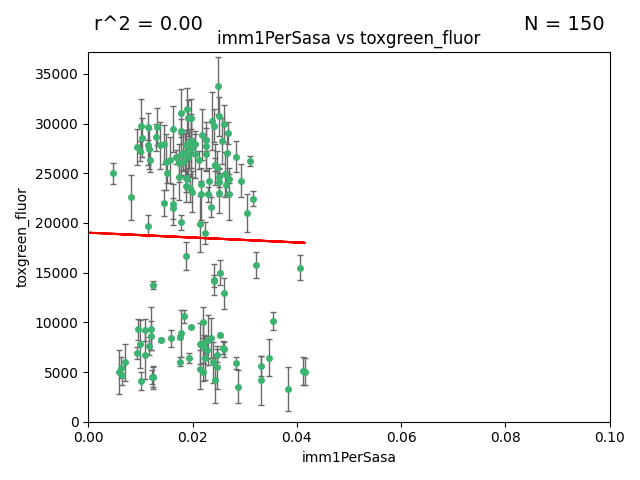 r^2 = 0.00
N = 150
imm1PerSasa vs toxgreen_fluor
35000
30000
25000
20000
15000
10000
5000
0
toxgreen_fluor
0.00
0.02
0.04
0.06
0.08
0.10
imm1PerSasa